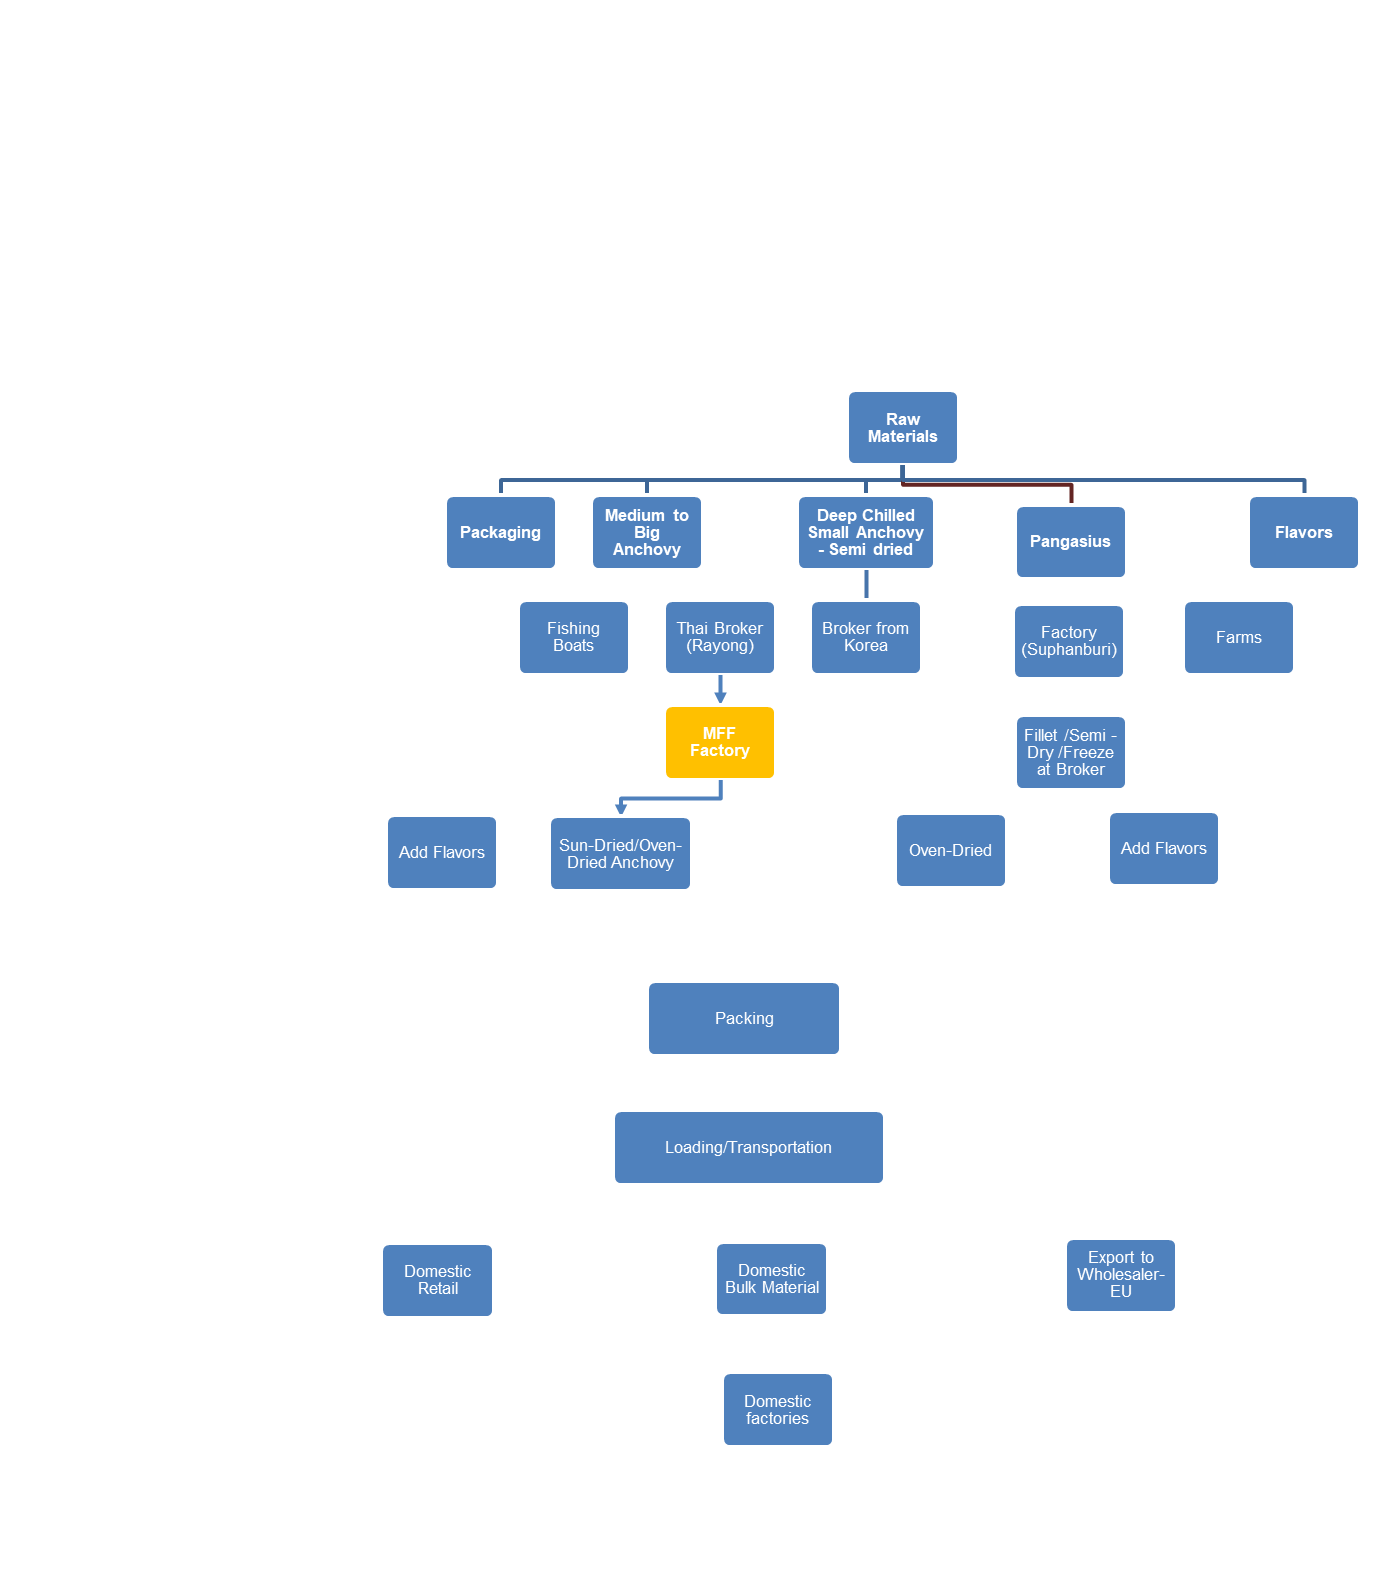 Raw
Materials
Packaging
Medium to
Big
Anchovy
Deep Chilled
Small Anchovy
- Semi dried
Pangasius
Flavors
Fishing
Boats
Thai Broker
(Rayong)
Broker from
Korea
Factory
(Suphanburi)
Farms
MFF
Factory
Fillet /Semi -
Dry /Freeze
at Broker
Add Flavors
Sun-Dried/Oven-
Dried Anchovy
Oven-Dried
Add Flavors
Packing
Loading/Transportation
Domestic
Retail
Domestic
Bulk Material
Export to
Wholesaler-
EU
Domestic
factories